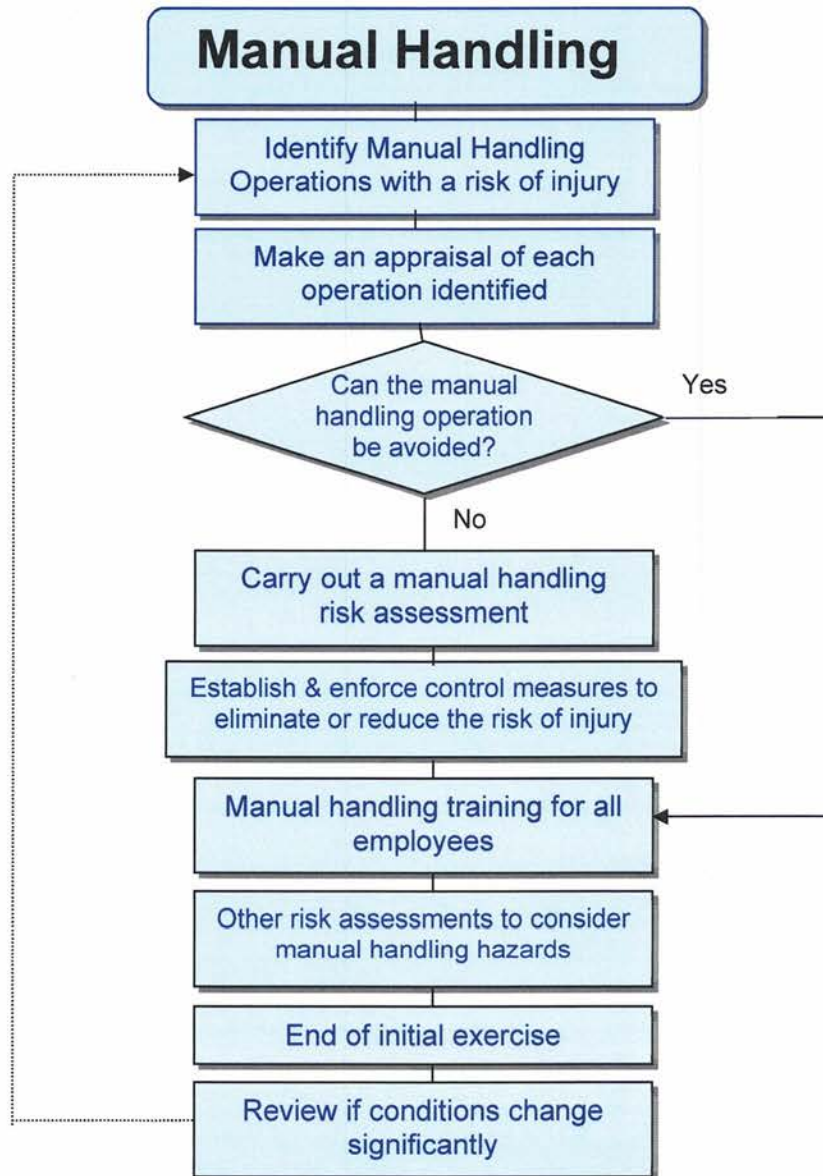 Manual Handling
Identify Manual Handling
Operations with a risk of injury
Make an appraisal of each
operation identified
Can the manual
handling operation
be avoided?
Yes
No
Carry out a manual handling
risk assessment
Establish & enforce control measures to
eliminate or reduce the risk of injury
Manual handling training for all
employees
Other risk assessments to consider
manual handling hazards
End of initial exercise
Review if conditions change
significantly